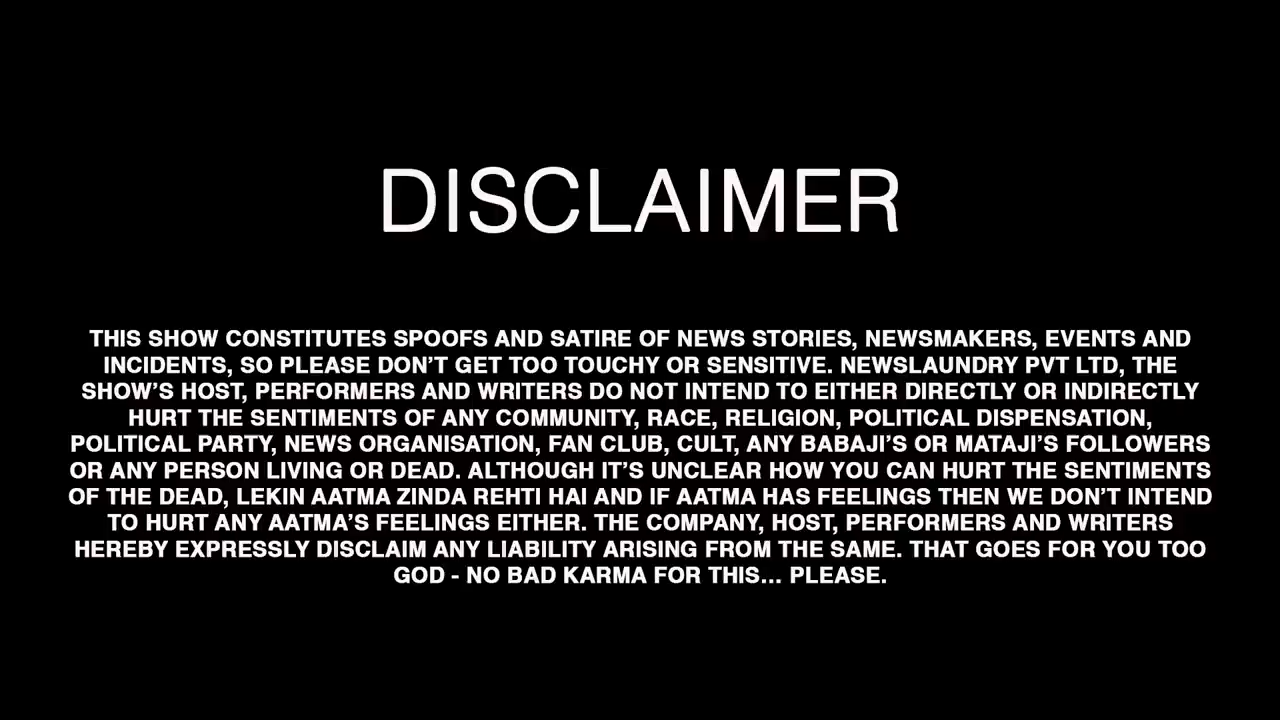 DISCLAIMER
THIS SHOW CONSTITUTES SPOOFS AND SATIRE OF NEWS STORIES, NEWSMAKERS, EVENTS AND
INCIDENTS, SO PLEASE DON’T GET TOO TOUCHY OR SENSITIVE. NEWSLAUNDRY PVT LTD, THE
SHOW’S HOST, PERFORMERS AND WRITERS DO NOT INTEND TO EITHER DIRECTLY OR INDIRECTLY
HURT THE SENTIMENTS OF ANY COMMUNITY, RACE, RELIGION, POLITICAL DISPENSATION,
POLITICAL PARTY, NEWS ORGANISATION, FAN CLUB, CULT, ANY BABAJI’S OR MATAJI’S FOLLOWERS
OR ANY PERSON LIVING OR DEAD. ALTHOUGH IT’S UNCLEAR HOW YOU CAN HURT THE SENTIMENTS
OF THE DEAD, LEKIN AATMA ZINDA REHTI HAI AND IF AATMA HAS FEELINGS THEN WE DON’T INTEND
TO HURT ANY AATMA’S FEELINGS EITHER. THE COMPANY, HOST, PERFORMERS AND WRITERS
HEREBY EXPRESSLY DISCLAIM ANY LIABILITY ARISING FROM THE SAME. THAT GOES FOR YOU TOO
GOD - NO BAD KARMA FOR THIS... PLEASE.